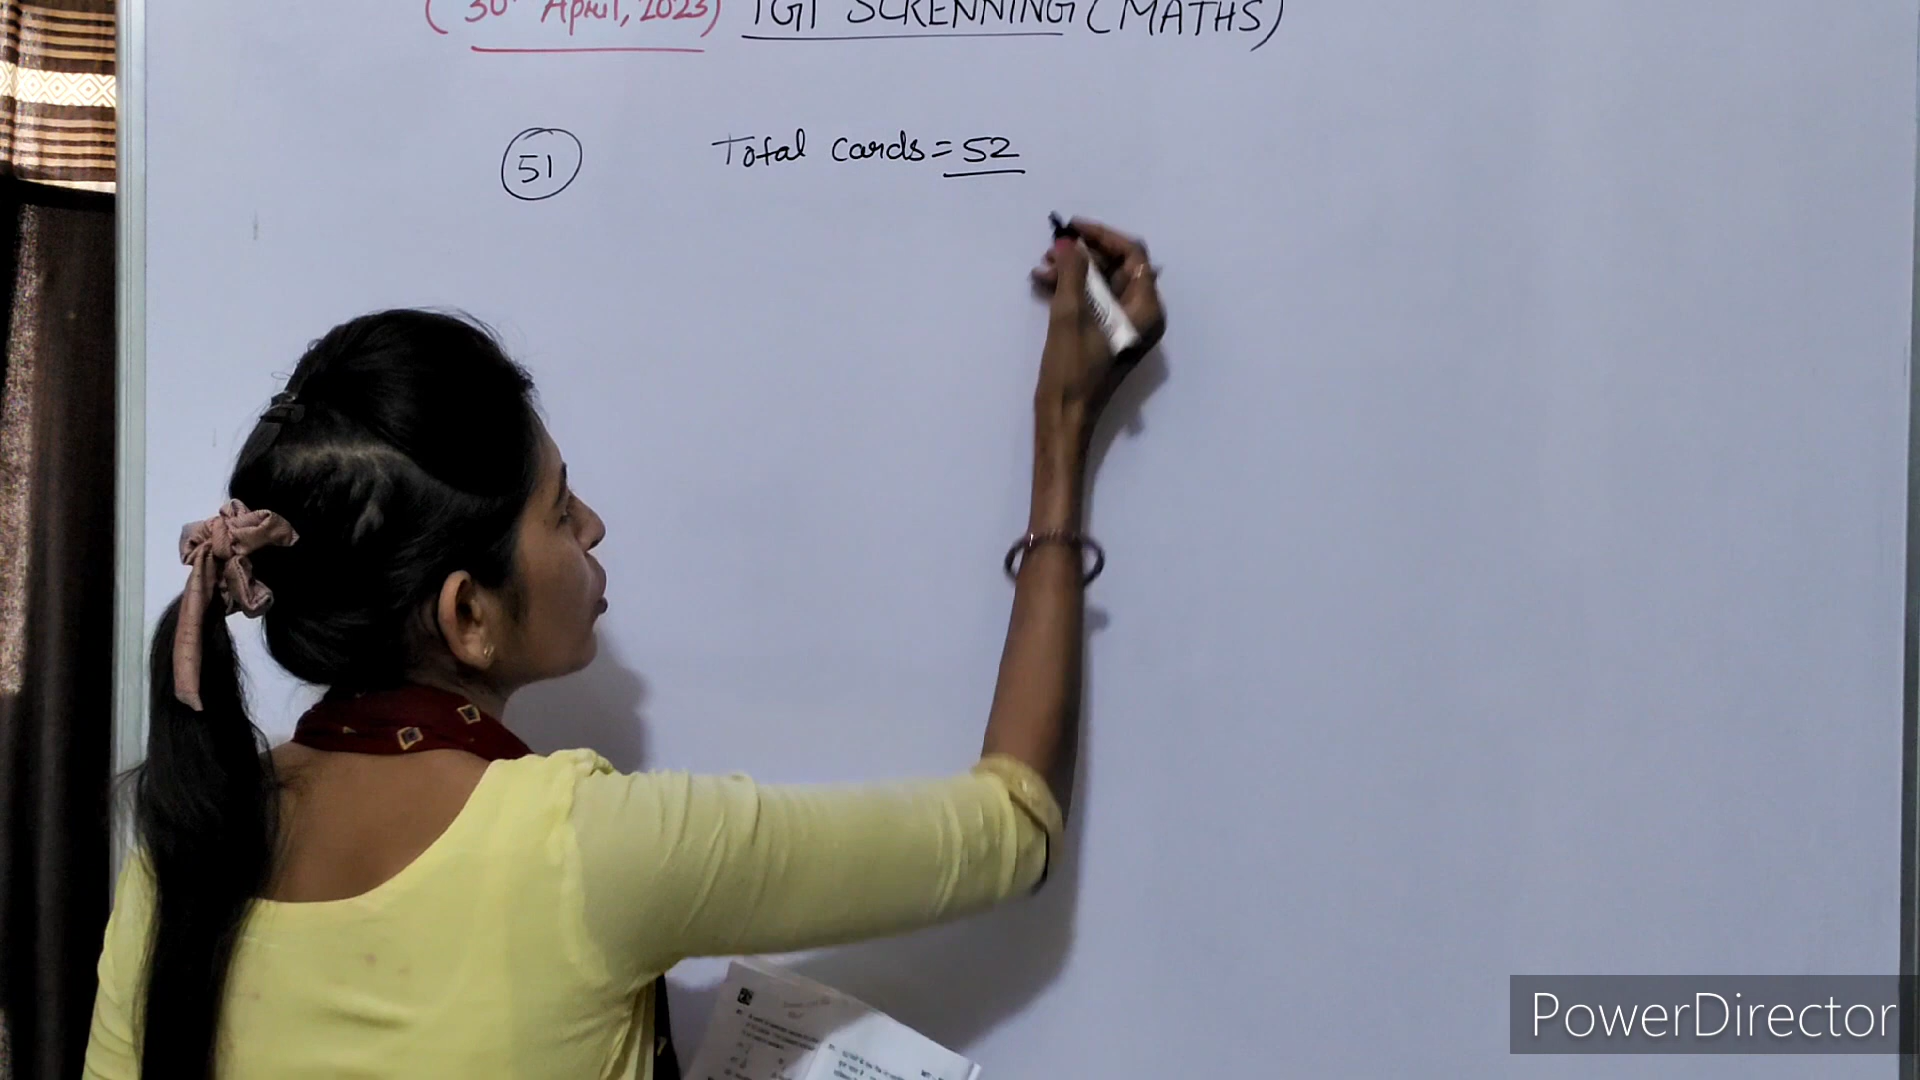 (30th April, 2023) TGT SCREENNING (MATHS)
51 Total cards = 52
PowerDirector